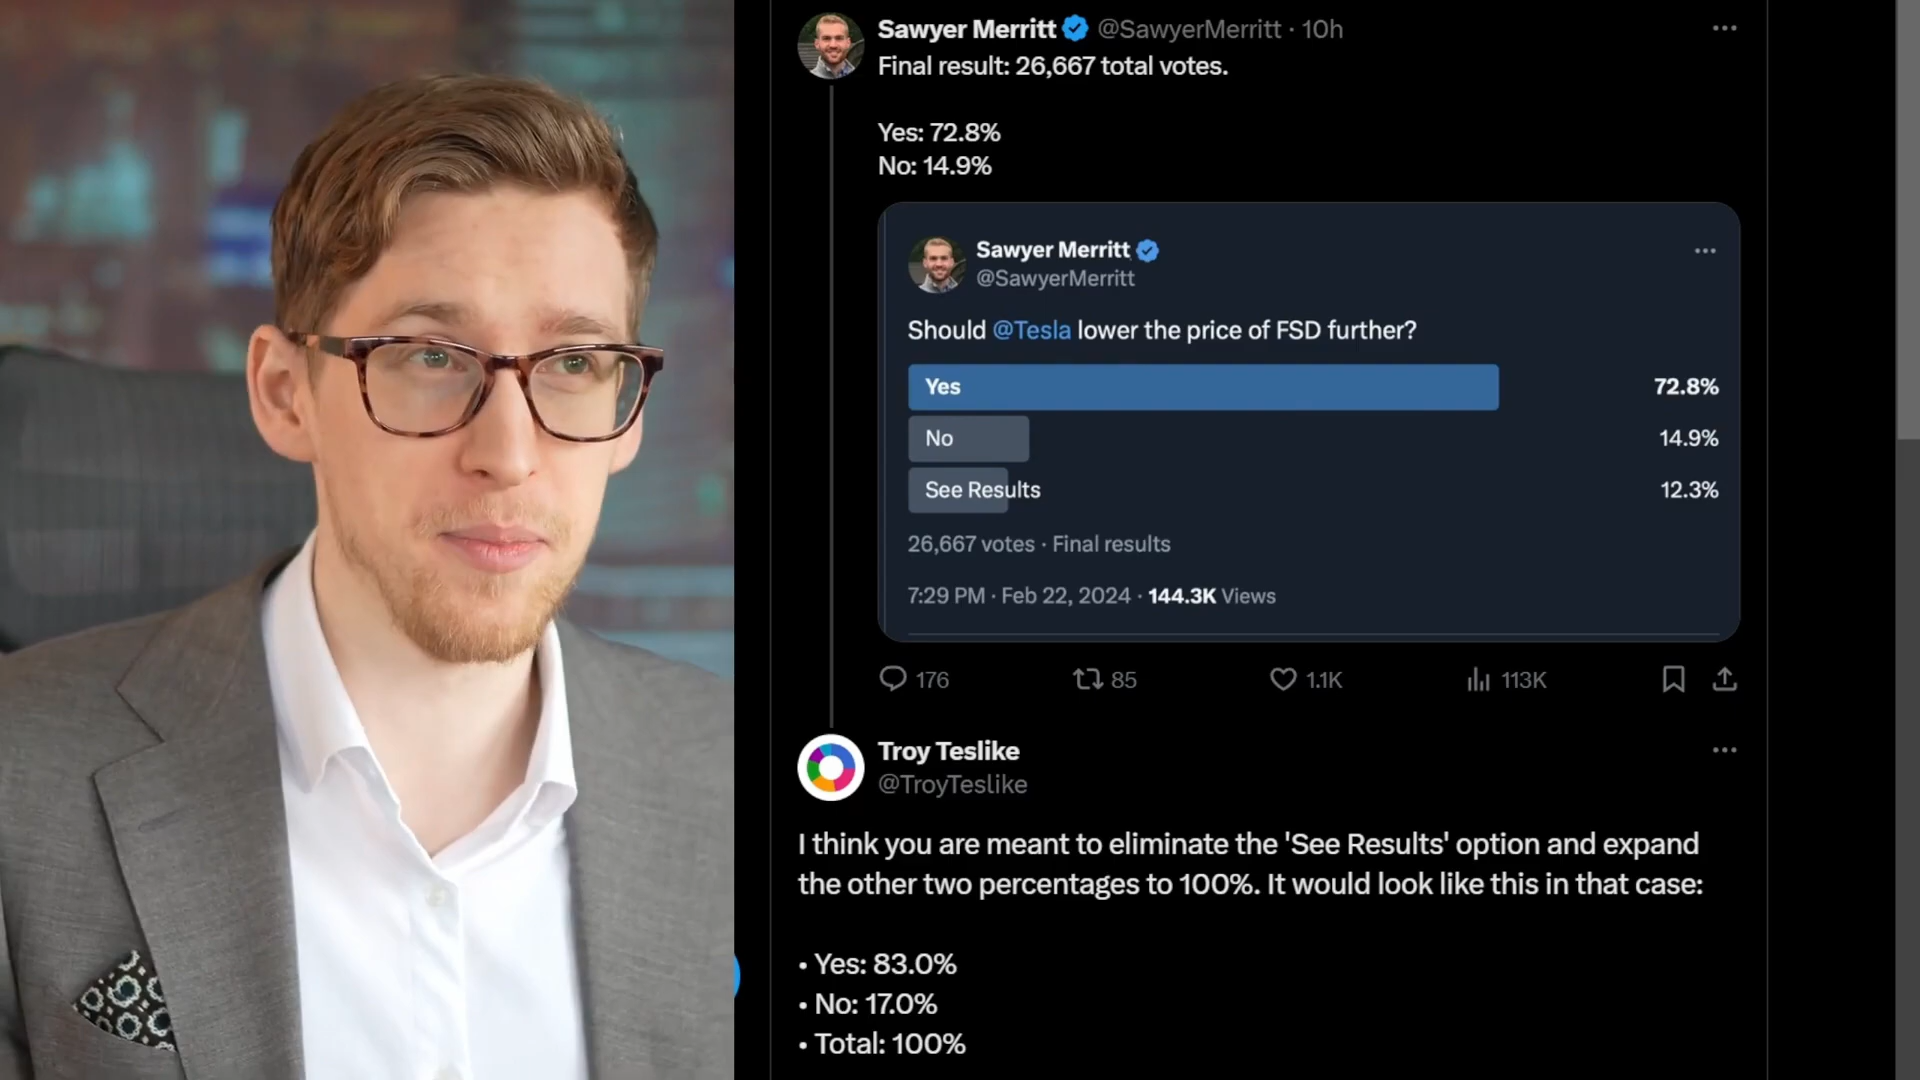 Sawyer Merritt @SawyerMerritt · 10h
Final result: 26,667 total votes.
Yes: 72.8%
No: 14.9%
Sawyer Merritt
@SawyerMerritt
Should @Tesla lower the price of FSD further?
Yes 72.8%
No 14.9%
See Results 12.3%
26,667 votes · Final results
7:29 PM · Feb 22, 2024 · 144.3K Views
176 85 1.1K 113K
Troy Teslike
@TroyTeslike
I think you are meant to eliminate the 'See Results' option and expand
the other two percentages to 100%. It would look like this in that case:
• Yes: 83.0%
• No: 17.0%
• Total: 100%